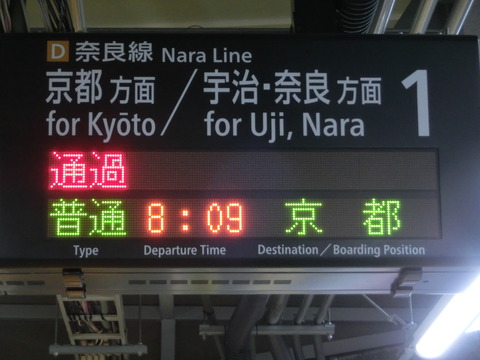 D 奈良線 Nara Line
京都 方面 / 宇治・奈良 方面 1
for Kyōto / for Uji, Nara
通過
普通 8:09 京都
Type Departure Time Destination/Boarding Position